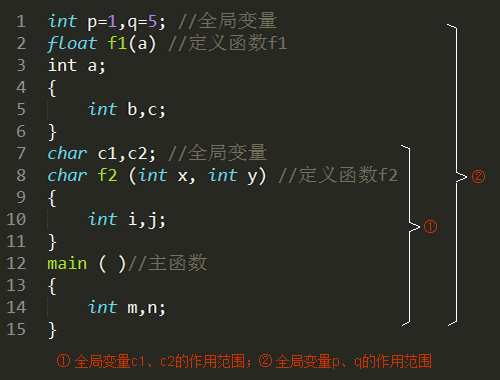 1 int p=1,q=5; //全局变量
2 float f1(a) //定义函数f1
3 int a;
4 {
5 int b,c;
6 }
7 char c1,c2; //全局变量
8 char f2 (int x, int y) //定义函数f2
9 {
10 int i,j;
11 }
12 main ( )//主函数
13 {
14 int m,n;
15 }
②
①
① 全局变量c1、c2的作用范围；② 全局变量p、q的作用范围